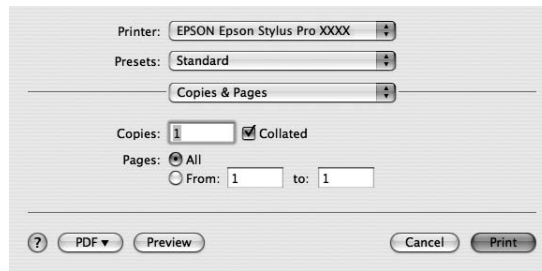 Printer: EPSON Epson Stylus Pro XXXX
Presets: Standard
Copies & Pages
Copies: 1 Collated
Pages: All
From: 1 to: 1
? PDF▼ Preview Cancel Print